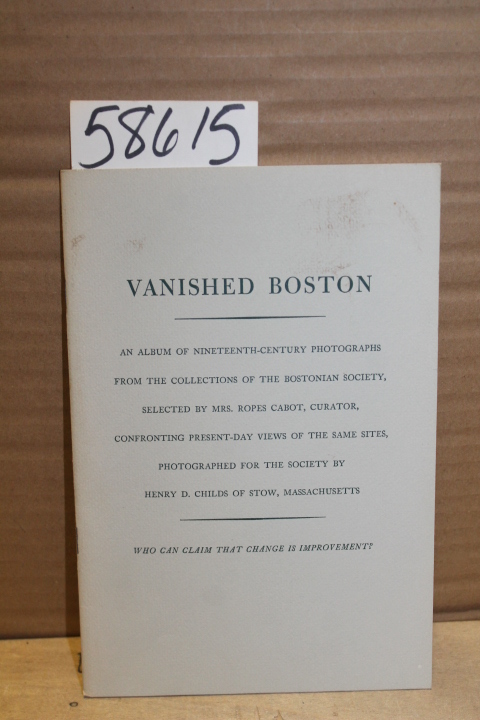 58615
VANISHED BOSTON
AN ALBUM OF NINETEENTH-CENTURY PHOTOGRAPHS
FROM THE COLLECTIONS OF THE BOSTONIAN SOCIETY,
SELECTED BY MRS. ROPES CABOT, CURATOR,
CONFRONTING PRESENT-DAY VIEWS OF THE SAME SITES,
PHOTOGRAPHED FOR THE SOCIETY BY
HENRY D. CHILDS OF STOW, MASSACHUSETTS
WHO CAN CLAIM THAT CHANGE IS IMPROVEMENT?